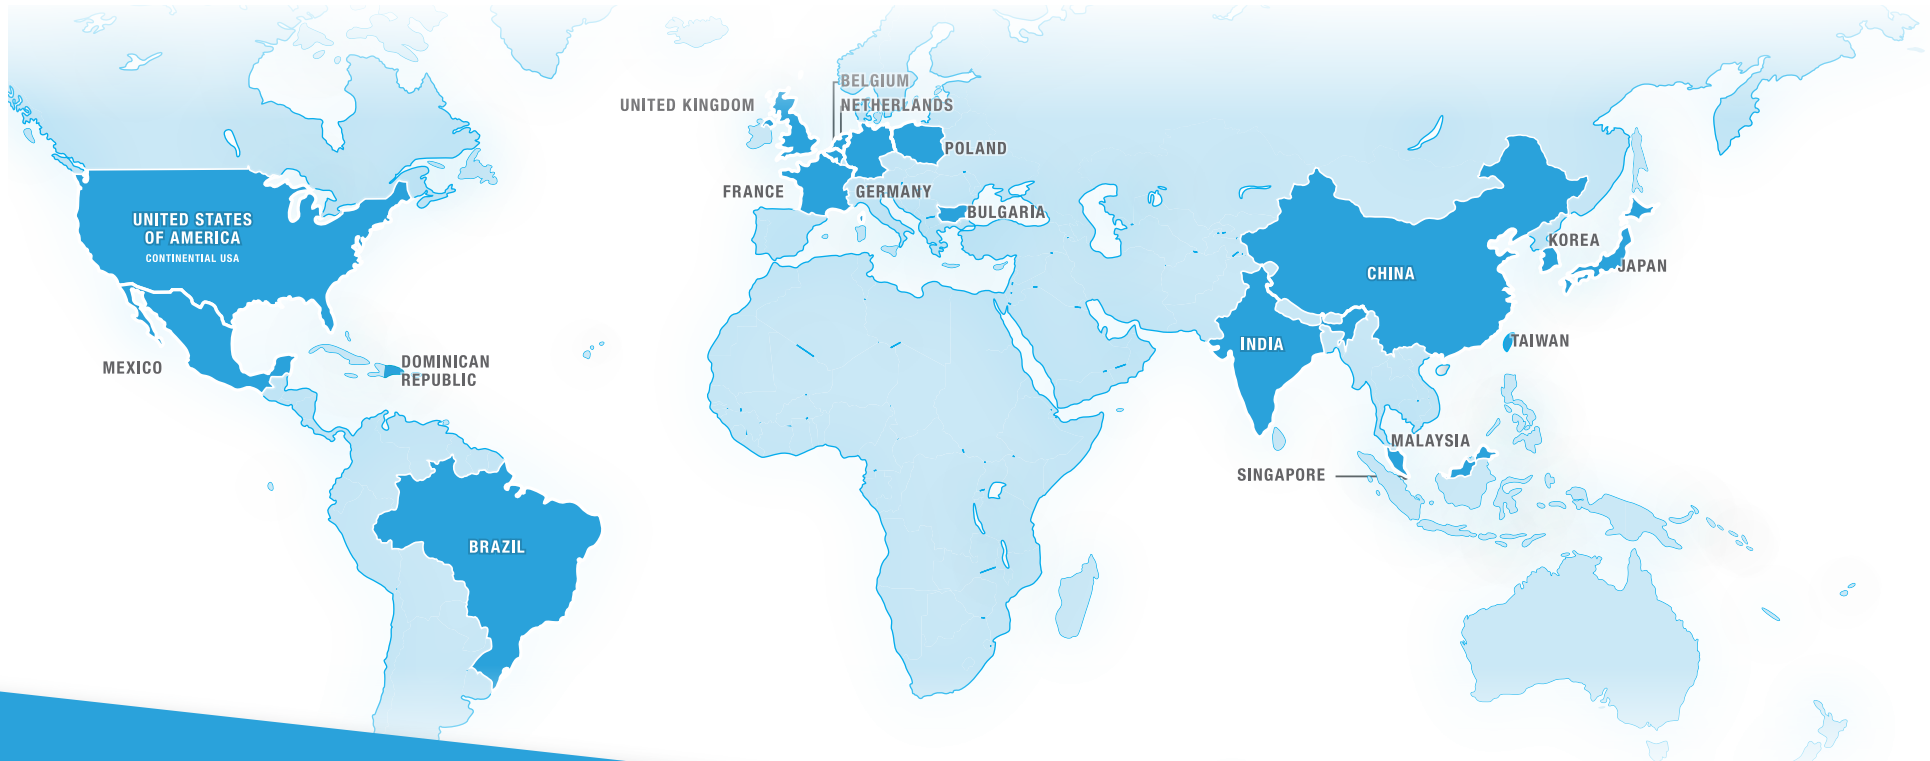 BELGIUM
UNITED KINGDOM
NETHERLANDS
POLAND
FRANCE
GERMANY
BULGARIA
UNITED STATES
OF AMERICA
CONTINENTIAL USA
KOREA
JAPAN
CHINA
INDIA
TAIWAN
MEXICO
DOMINICAN
REPUBLIC
MALAYSIA
SINGAPORE
BRAZIL